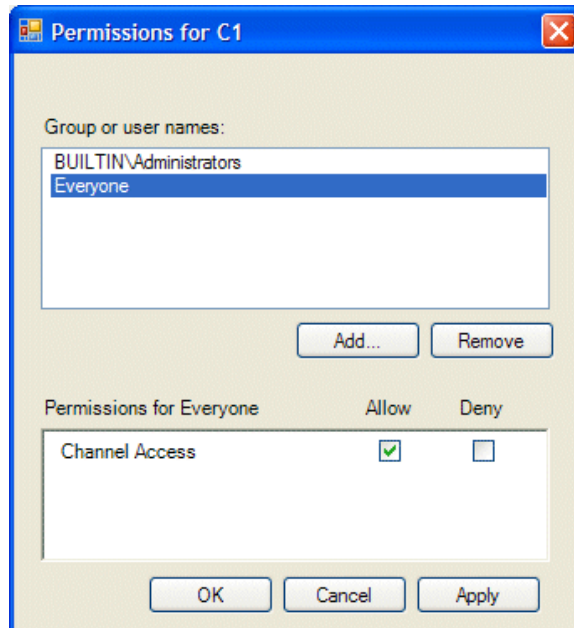 Permissions for C1
Group or user names:
BUILTIN\Administrators
Everyone
Add... Remove
Permissions for Everyone Allow Deny
Channel Access
OK Cancel Apply